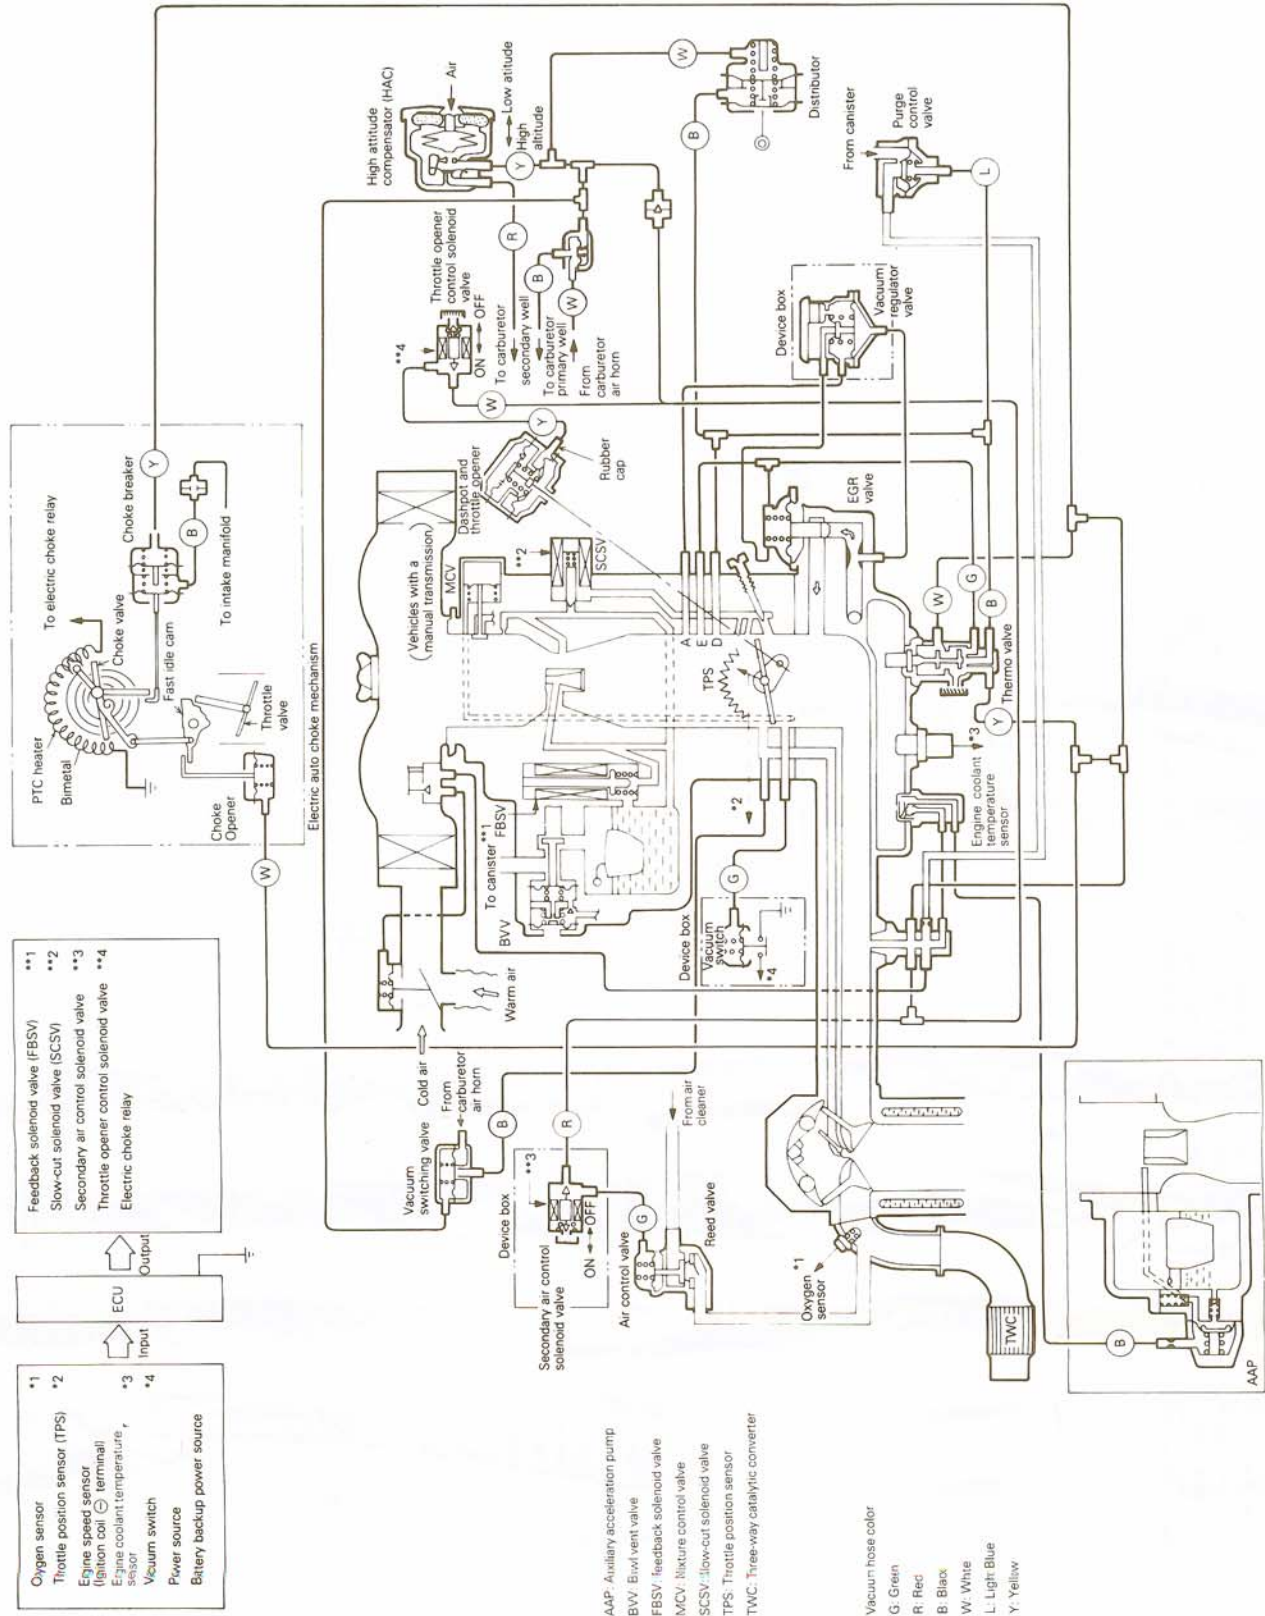 Oxygen sensor *1
Throttle position sensor (TPS) *2
Engine speed sensor
(Ignition coil ⊖ terminal)
Engine coolant temperature *3
sensor
Vacuum switch *4
Power source
Battery backup power source
Input
ECU
Output
Feedback solenoid valve (FBSV) **1
Slow-cut solenoid valve (SCSV) **2
Secondary air control solenoid valve **3
Throttle opener control solenoid valve **4
Electric choke relay
PTC heater
Bimetal
To electric choke relay
Choke valve
Fast idle cam
Choke breaker
Y
B
To intake manifold
Throttle
valve
Choke
Opener
W
Electric auto choke mechanism
High attitude
compensator (HAC)
Air
Low atitude
High
altitude
Y
R
Throttle opener
control solenoid
valve
**4
ON OFF
To carburetor
secondary well
B
To carburetor
primary well
W
From
carburetor
air horn
W
B
Distributor
From canister
Purge
control
valve
L
Device box
Vacuum
regulator
valve
W
Y
Rubber
cap
Dashpot and
throttle opener
(Vehicles with a
manual transmission)
MCV
**2
SCSV
EGR
valve
A
E
D
TPS
W
G
B
Thermo valve
Y
*3
Engine coolant
temperature
sensor
To canister
**1
FBSV
BVV
*2
G
Device box
Vacuum
switch
*4
Cold air
Warm air
Vacuum
switching valve
From
carburetor
air horn
B
Device box
**3
R
Secondary air control
solenoid valve
ON OFF
G
Air control valve
Reed valve
From air
cleaner
*1
Oxygen
sensor
TWC
B
AAP
AAP: Auxiliary acceleration pump
BVV: Bowl vent valve
FBSV: Feedback solenoid valve
MCV: Mixture control valve
SCSV: Slow-cut solenoid valve
TPS: Throttle position sensor
TWC: Three-way catalytic converter
Vacuum hose color
G: Green
R: Red
B: Black
W: White
L: Light Blue
Y: Yellow